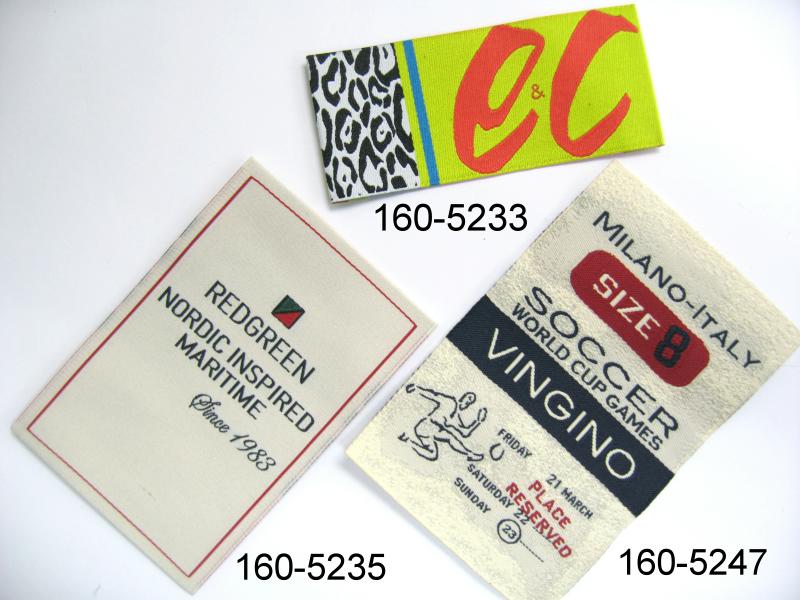 e&C
160-5233
REDGREEN
NORDIC INSPIRED
MARITIME
Since 1983
160-5235
MILANO-ITALY
SIZE 8
SOCCER
WORLD CUP GAMES
VINGINO
FRIDAY 21 MARCH
SATURDAY 22
SUNDAY 23
PLACE
RESERVED
160-5247